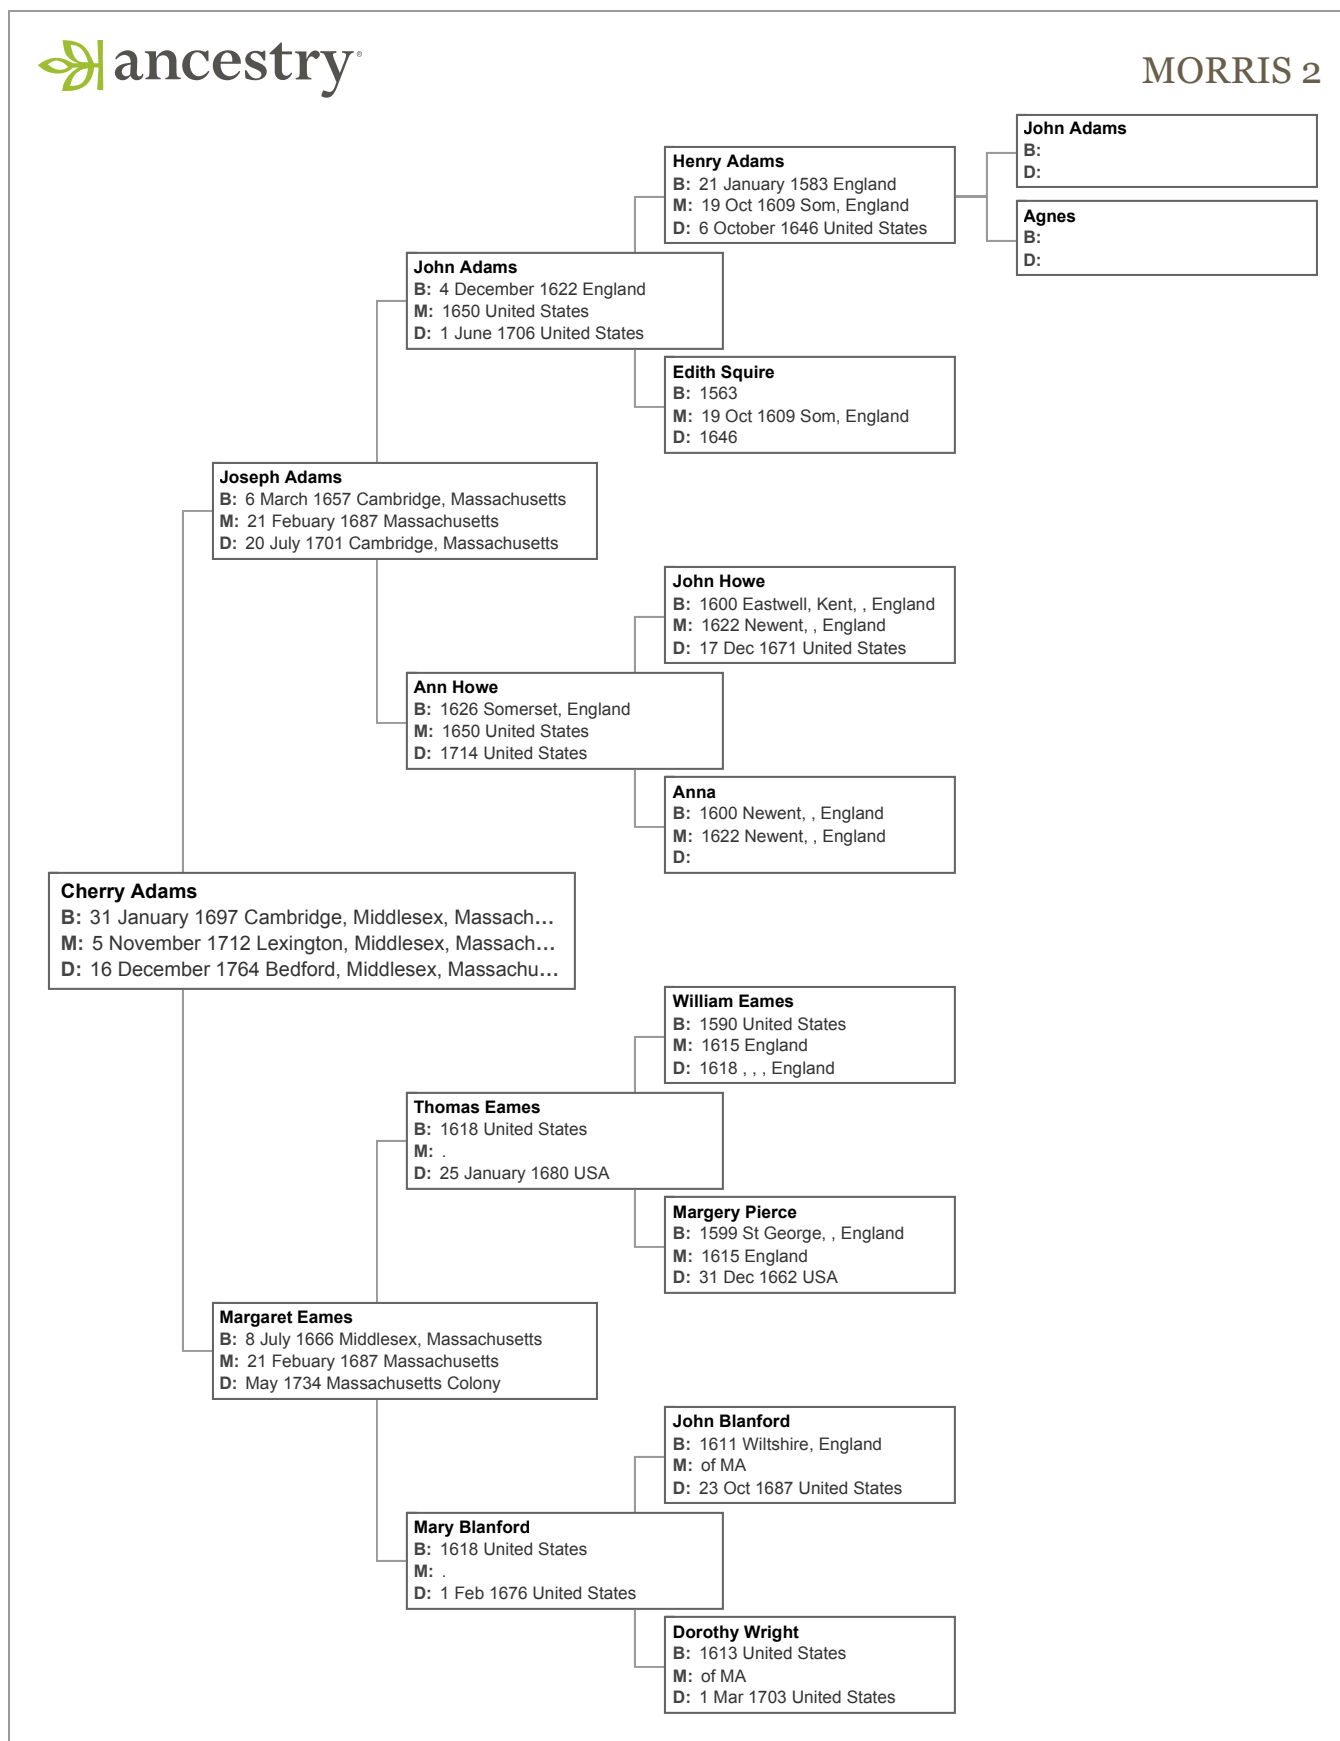 ancestry
MORRIS 2
John Adams
B:
D:
Henry Adams
B: 21 January 1583 England
M: 19 Oct 1609 Som, England
D: 6 October 1646 United States
Agnes
B:
D:
John Adams
B: 4 December 1622 England
M: 1650 United States
D: 1 June 1706 United States
Edith Squire
B: 1563
M: 19 Oct 1609 Som, England
D: 1646
Joseph Adams
B: 6 March 1657 Cambridge, Massachusetts
M: 21 Febuary 1687 Massachusetts
D: 20 July 1701 Cambridge, Massachusetts
John Howe
B: 1600 Eastwell, Kent, , England
M: 1622 Newent, , England
D: 17 Dec 1671 United States
Ann Howe
B: 1626 Somerset, England
M: 1650 United States
D: 1714 United States
Anna
B: 1600 Newent, , England
M: 1622 Newent, , England
D:
Cherry Adams
B: 31 January 1697 Cambridge, Middlesex, Massach...
M: 5 November 1712 Lexington, Middlesex, Massach...
D: 16 December 1764 Bedford, Middlesex, Massachu...
William Eames
B: 1590 United States
M: 1615 England
D: 1618 , , , England
Thomas Eames
B: 1618 United States
M: .
D: 25 January 1680 USA
Margery Pierce
B: 1599 St George, , England
M: 1615 England
D: 31 Dec 1662 USA
Margaret Eames
B: 8 July 1666 Middlesex, Massachusetts
M: 21 Febuary 1687 Massachusetts
D: May 1734 Massachusetts Colony
John Blanford
B: 1611 Wiltshire, England
M: of MA
D: 23 Oct 1687 United States
Mary Blanford
B: 1618 United States
M: .
D: 1 Feb 1676 United States
Dorothy Wright
B: 1613 United States
M: of MA
D: 1 Mar 1703 United States